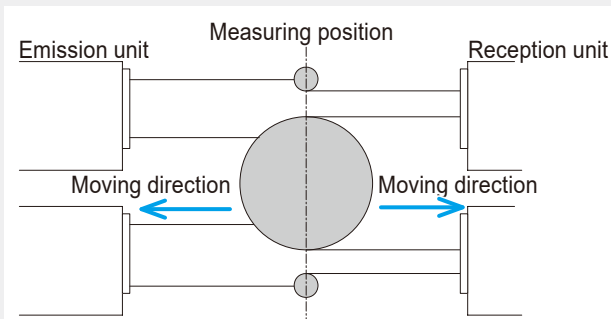 Measuring position
Emission unit
Reception unit
Moving direction
Moving direction